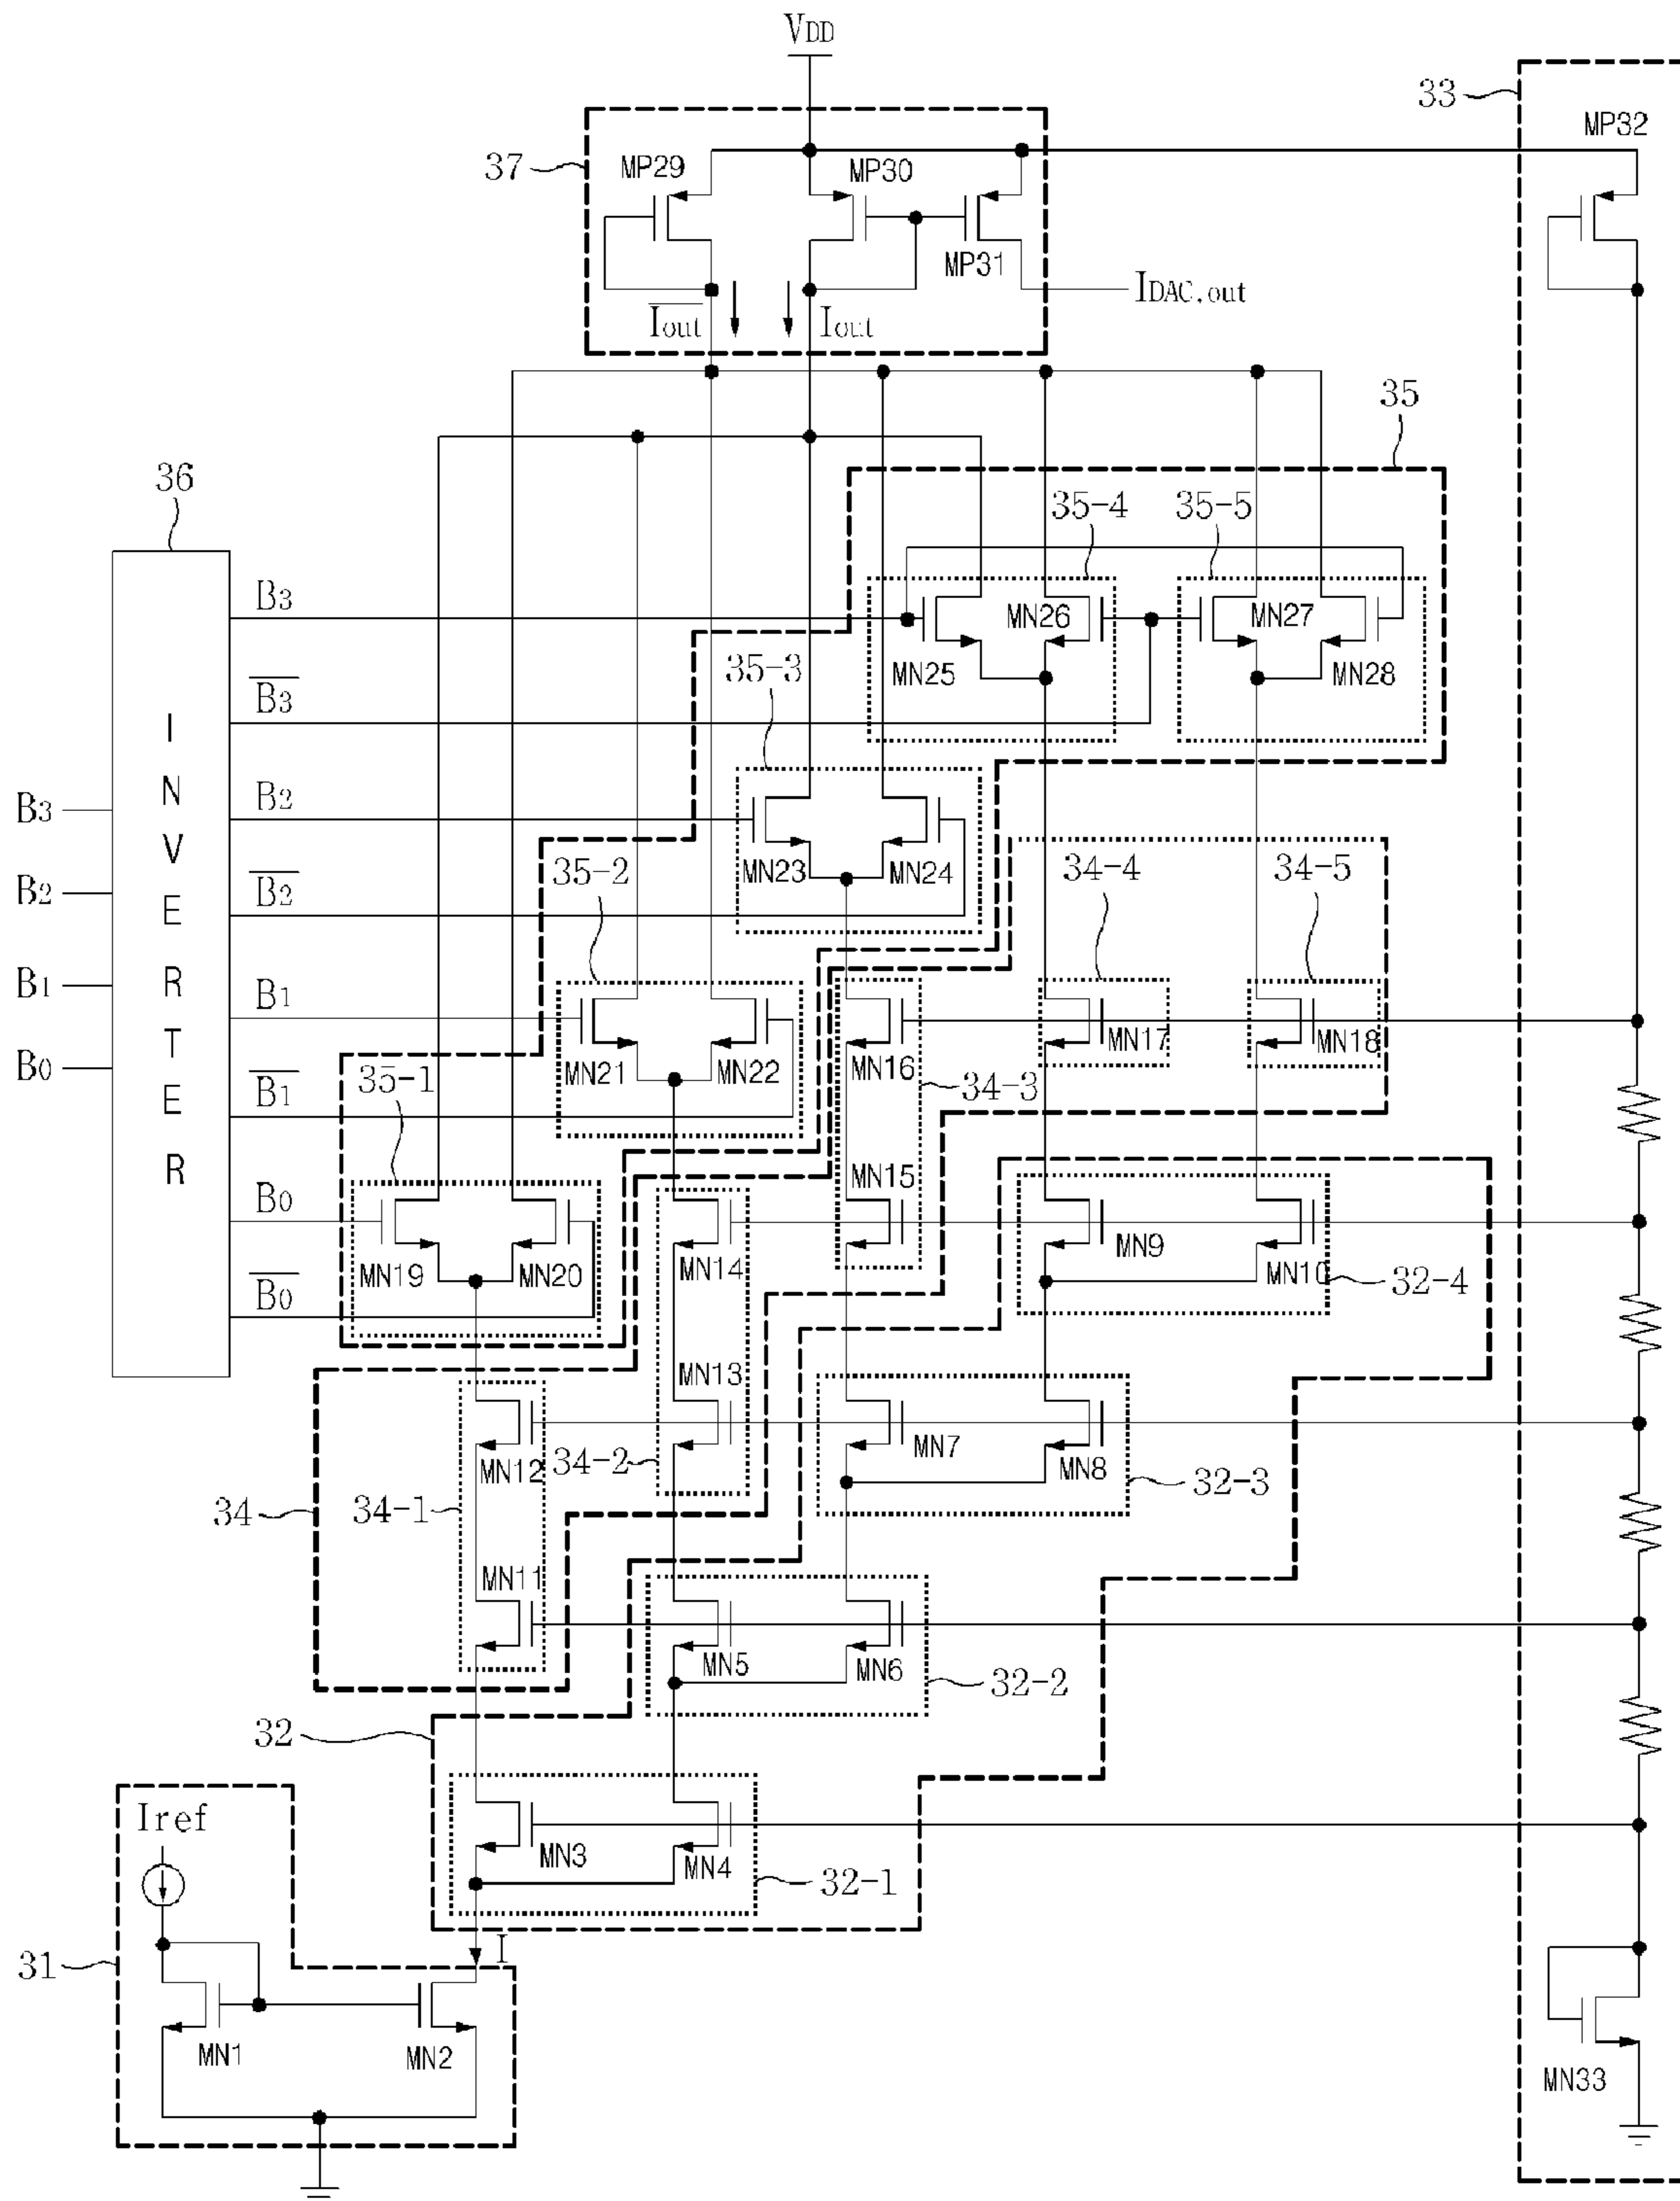 VDD
33
MP32
37
MP29
MP30
MP31
IDAC,out
Iout
Iout
35
36
35-4
35-5
B3
MN26
MN27
MN25
MN28
35-3
B3
B2
B3
MN23
MN24
34-4
34-5
35-2
B2
B2
B1
B1
MN21
MN22
MN16
MN17
MN18
34-3
B0
35-1
B1
MN15
B0
MN14
MN9
MN19
MN20
MN10
32-4
B0
INVERTER
MN13
MN12
34-2
MN7
MN8
32-3
34
34-1
MN11
MN5
MN6
32-2
32
Iref
MN3
MN4
32-1
31
I
MN1
MN2
MN33